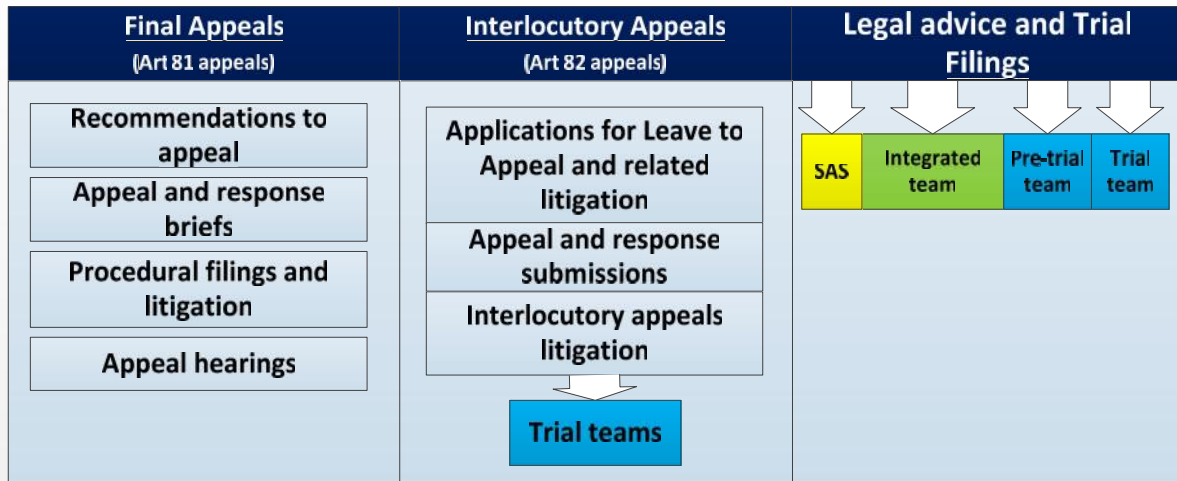 Final Appeals
(Art 81 appeals)
Recommendations to
appeal
Appeal and response
briefs
Procedural filings and
litigation
Appeal hearings
Interlocutory Appeals
(Art 82 appeals)
Applications for Leave to
Appeal and related
litigation
Appeal and response
submissions
Interlocutory appeals
litigation
Trial teams
Legal advice and Trial
Filings
SAS
Integrated
team
Pre-trial
team
Trial
team